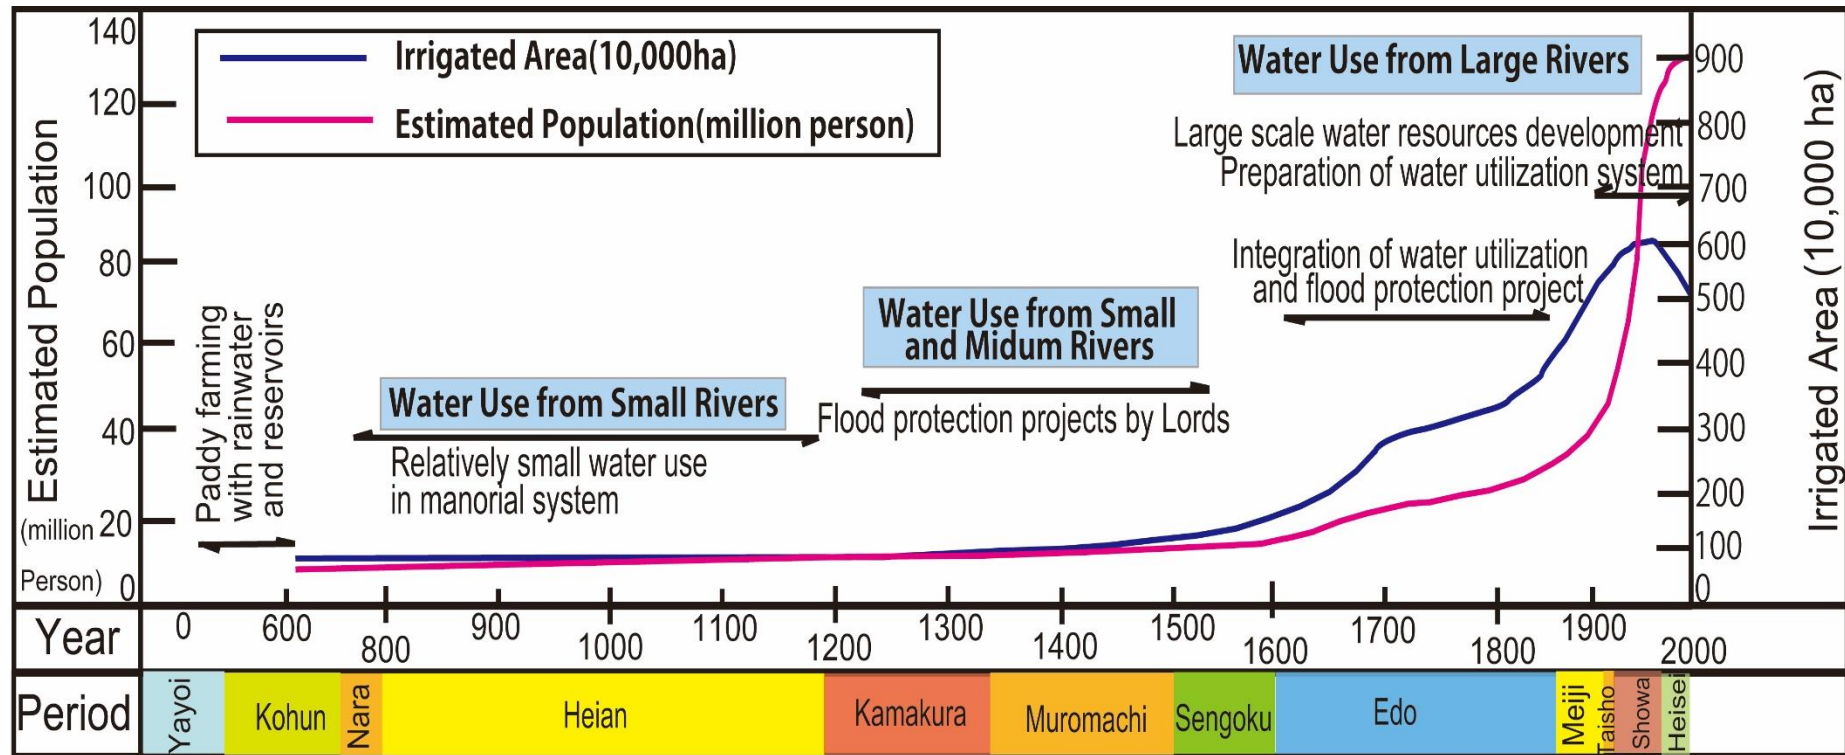 Irrigated Area(10,000ha)
Estimated Population(million person)
Estimated Population
(million
Person)
140
120
100
80
60
40
20
0
Paddy farming
with rainwater
and reservoirs
Water Use from Small Rivers
Relatively small water use
in manorial system
Water Use from Small
and Midum Rivers
Flood protection projects by Lords
Water Use from Large Rivers
Large scale water resources development
Preparation of water utilization system
Integration of water utilization
and flood protection project
900
800
700
600
500
400
300
200
100
0
Irrigated Area (10,000 ha)
Year
0
600
800
900
1000
1100
1200
1300
1400
1500
1600
1700
1800
1900
2000
Period
Yayoi
Kohun
Nara
Heian
Kamakura
Muromachi
Sengoku
Edo
Meiji
Taisho
Showa
Heisei